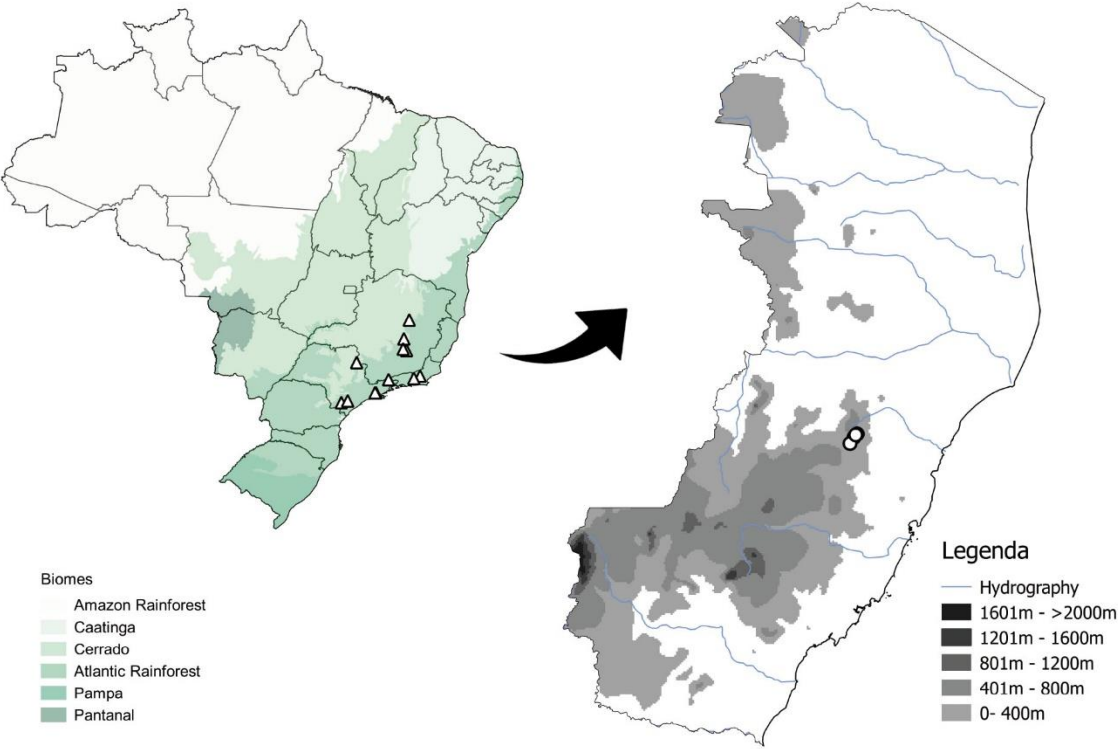 Biomes
Amazon Rainforest
Caatinga
Cerrado
Atlantic Rainforest
Pampa
Pantanal
Legenda
Hydrography
1601m - >2000m
1201m - 1600m
801m - 1200m
401m - 800m
0- 400m